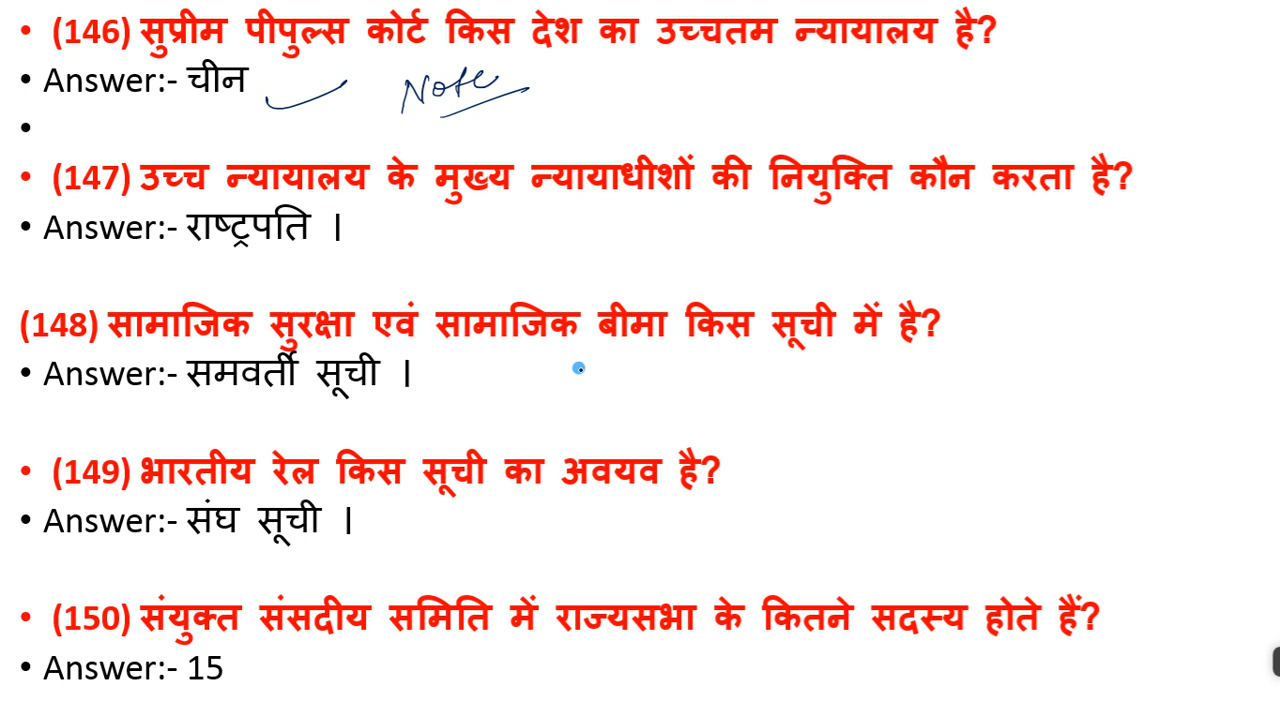 • (146) सुप्रीम पीपुल्स कोर्ट किस देश का उच्चतम न्यायालय है?
• Answer:- चीन Note
•
• (147) उच्च न्यायालय के मुख्य न्यायाधीशों की नियुक्ति कौन करता है?
• Answer:- राष्ट्रपति ।
(148) सामाजिक सुरक्षा एवं सामाजिक बीमा किस सूची में है?
• Answer:- समवर्ती सूची ।
• (149) भारतीय रेल किस सूची का अवयव है?
• Answer:- संघ सूची ।
• (150) संयुक्त संसदीय समिति में राज्यसभा के कितने सदस्य होते हैं?
• Answer:- 15